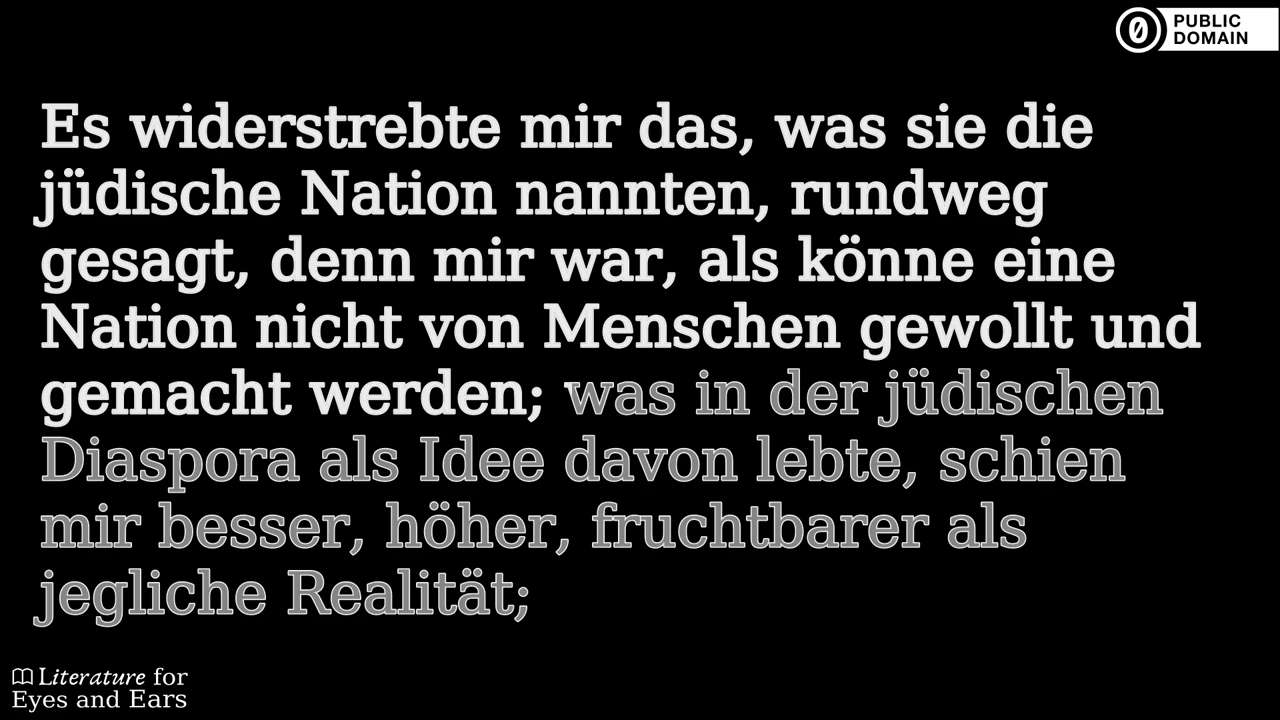 PUBLIC
DOMAIN
Es widerstrebte mir das, was sie die
jüdische Nation nannten, rundweg
gesagt, denn mir war, als könne eine
Nation nicht von Menschen gewollt und
gemacht werden; was in der jüdischen
Diaspora als Idee davon lebte, schien
mir besser, höher, fruchtbarer als
jegliche Realität;
Literature for
Eyes and Ears